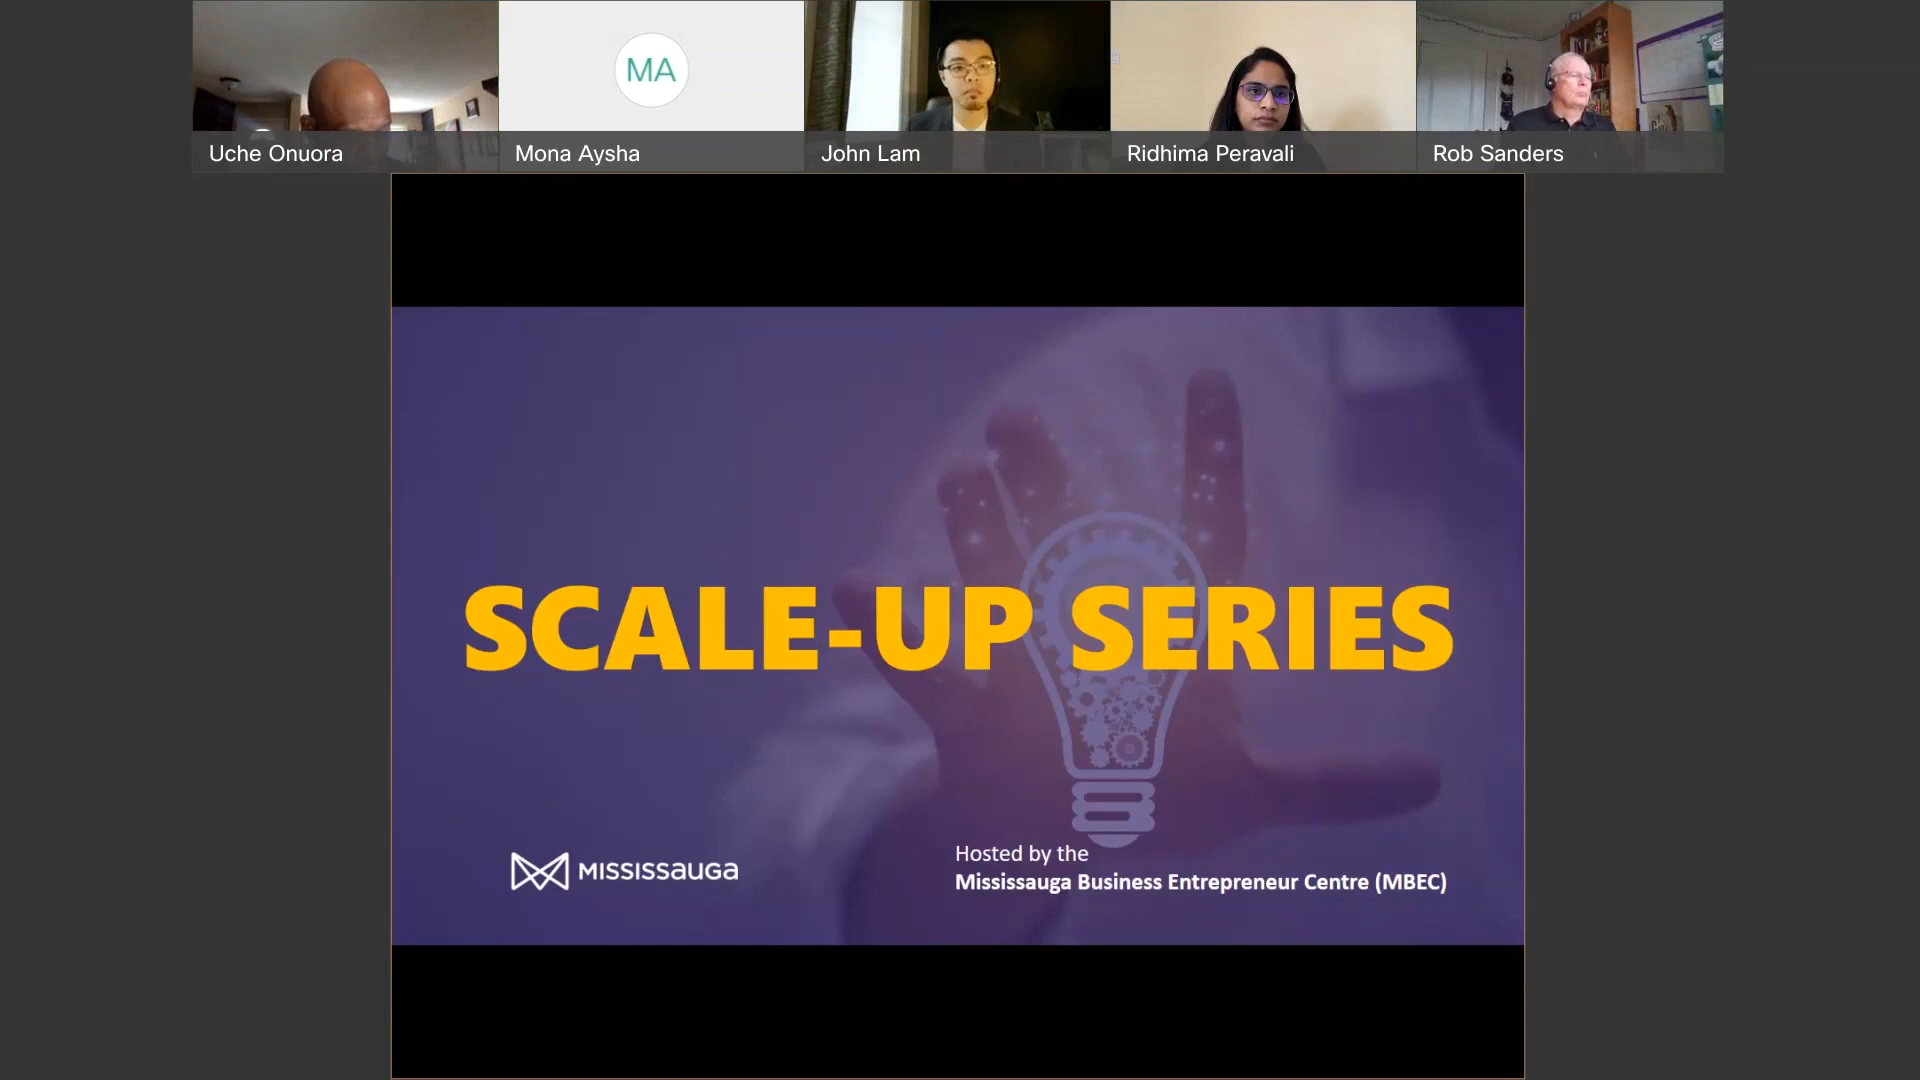 Uche Onuora
MA
Mona Aysha
John Lam
Ridhima Peravali
Rob Sanders
SCALE-UP SERIES
MISSISSAUGA
Hosted by the
Mississauga Business Entrepreneur Centre (MBEC)